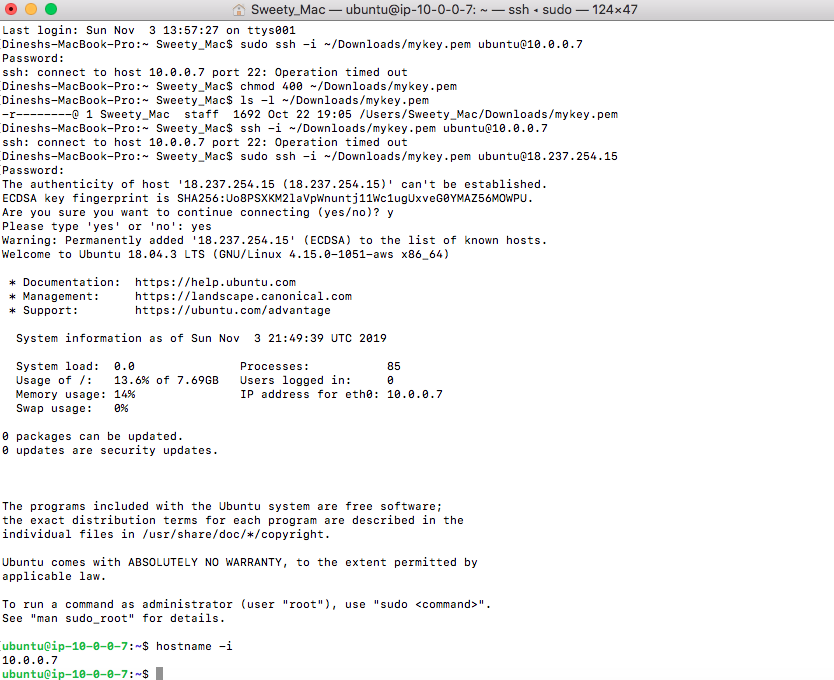 Sweety_Mac — ubuntu@ip-10-0-0-7: ~ — ssh ◂ sudo — 124×47
Last login: Sun Nov  3 13:57:27 on ttys001
[Dineshs-MacBook-Pro:~ Sweety_Mac$ sudo ssh -i ~/Downloads/mykey.pem ubuntu@10.0.0.7
Password:
ssh: connect to host 10.0.0.7 port 22: Operation timed out
[Dineshs-MacBook-Pro:~ Sweety_Mac$ chmod 400 ~/Downloads/mykey.pem
[Dineshs-MacBook-Pro:~ Sweety_Mac$ ls -l ~/Downloads/mykey.pem
-r--------@ 1 Sweety_Mac  staff  1692 Oct 22 19:05 /Users/Sweety_Mac/Downloads/mykey.pem
[Dineshs-MacBook-Pro:~ Sweety_Mac$ ssh -i ~/Downloads/mykey.pem ubuntu@10.0.0.7
ssh: connect to host 10.0.0.7 port 22: Operation timed out
[Dineshs-MacBook-Pro:~ Sweety_Mac$ sudo ssh -i ~/Downloads/mykey.pem ubuntu@18.237.254.15
[Password:
The authenticity of host '18.237.254.15 (18.237.254.15)' can't be established.
ECDSA key fingerprint is SHA256:Uo8PSXKM2laVpWnuntj11Wc1ugUxveG0YMAZ56MOWPU.
Are you sure you want to continue connecting (yes/no)? y
Please type 'yes' or 'no': yes
Warning: Permanently added '18.237.254.15' (ECDSA) to the list of known hosts.
Welcome to Ubuntu 18.04.3 LTS (GNU/Linux 4.15.0-1051-aws x86_64)
 * Documentation:  https://help.ubuntu.com
 * Management:     https://landscape.canonical.com
 * Support:        https://ubuntu.com/advantage
  System information as of Sun Nov  3 21:49:39 UTC 2019
  System load:  0.0               Processes:           85
  Usage of /:   13.6% of 7.69GB   Users logged in:     0
  Memory usage: 14%               IP address for eth0: 10.0.0.7
  Swap usage:   0%
0 packages can be updated.
0 updates are security updates.
The programs included with the Ubuntu system are free software;
the exact distribution terms for each program are described in the
individual files in /usr/share/doc/*/copyright.
Ubuntu comes with ABSOLUTELY NO WARRANTY, to the extent permitted by
applicable law.
To run a command as administrator (user "root"), use "sudo <command>".
See "man sudo_root" for details.
[ubuntu@ip-10-0-0-7:~$ hostname -i
10.0.0.7
ubuntu@ip-10-0-0-7:~$